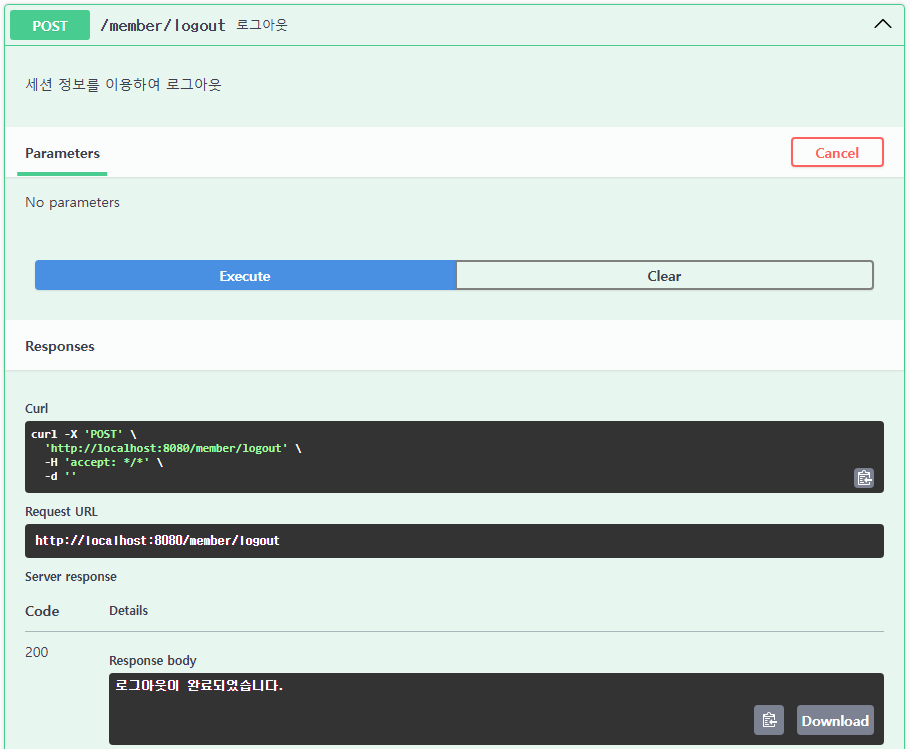 POST /member/logout 로그아웃
세션 정보를 이용하여 로그아웃
Parameters Cancel
No parameters
Execute Clear
Responses
Curl
curl -X 'POST' \
'http://localhost:8080/member/logout' \
-H 'accept: */*' \
-d ''
Request URL
http://localhost:8080/member/logout
Server response
Code Details
200
Response body
로그아웃이 완료되었습니다.
Download